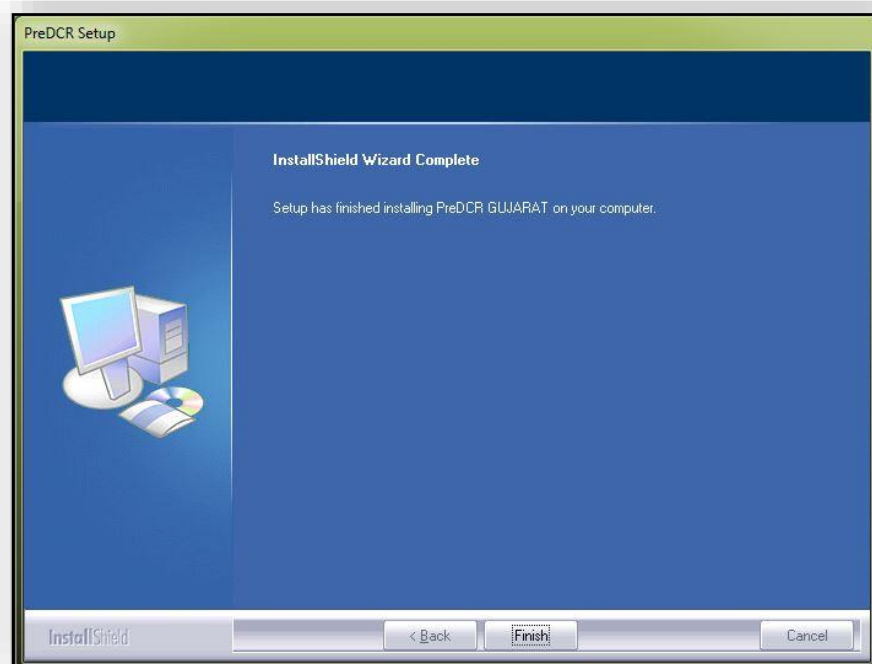 PreDCR Setup
InstallShield Wizard Complete
Setup has finished installing PreDCR GUJARAT on your computer.
InstallShield
< Back
Finish
Cancel